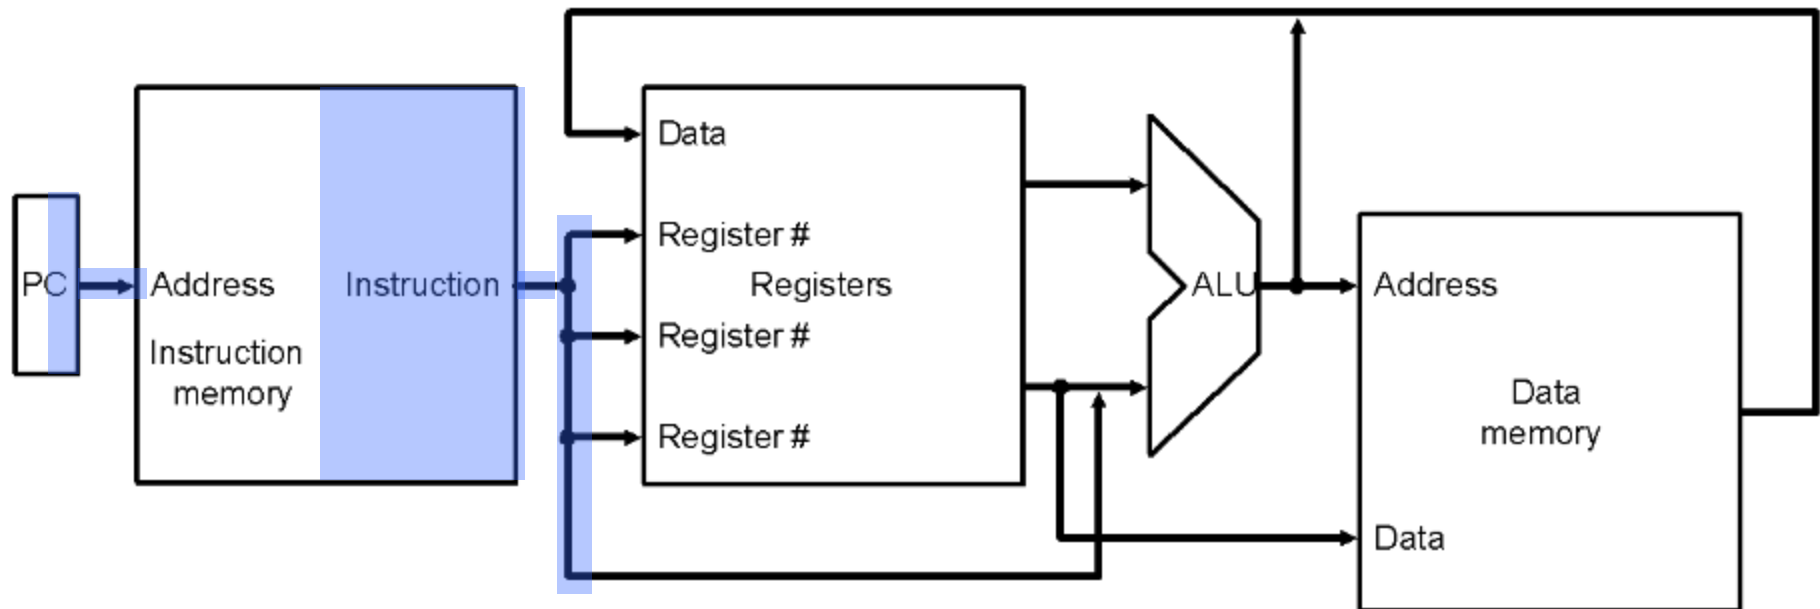 PC
Address
Instruction
Instruction
memory
Data
Register #
Registers
Register #
Register #
ALU
Address
Data
memory
Data